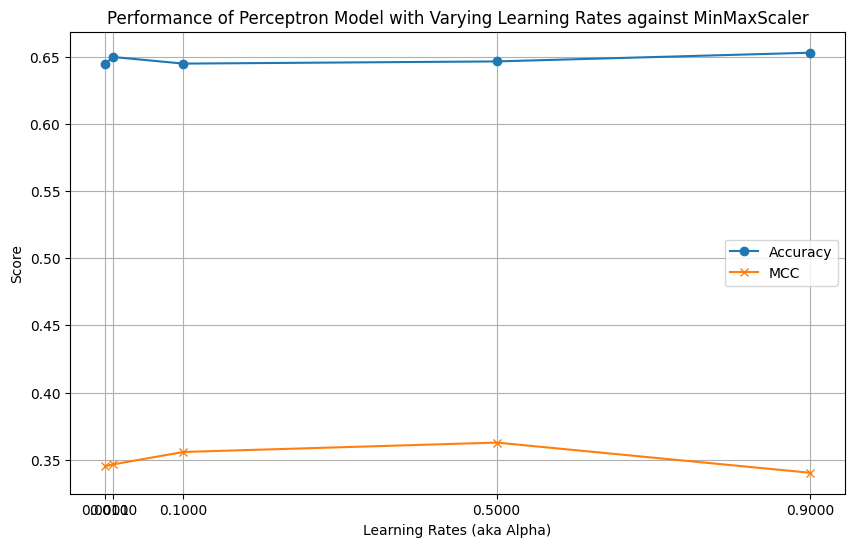 Performance of Perceptron Model with Varying Learning Rates against MinMaxScaler
0.65
0.60
0.55
0.50
0.45
0.40
0.35
Score
Accuracy
MCC
0.1000 0.5000 0.9000
Learning Rates (aka Alpha)